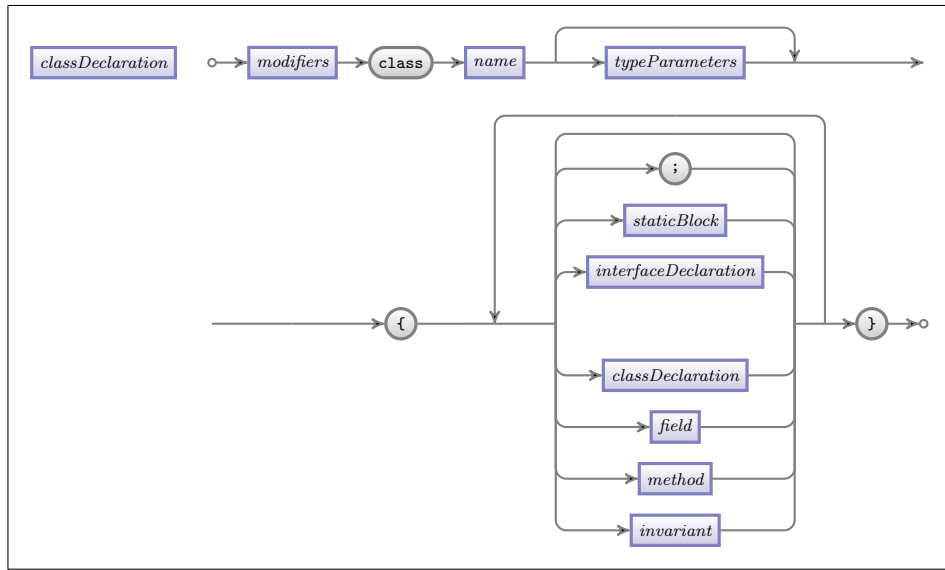 classDeclaration modifiers class name typeParameters
;
staticBlock
interfaceDeclaration
{ }
classDeclaration
field
method
invariant